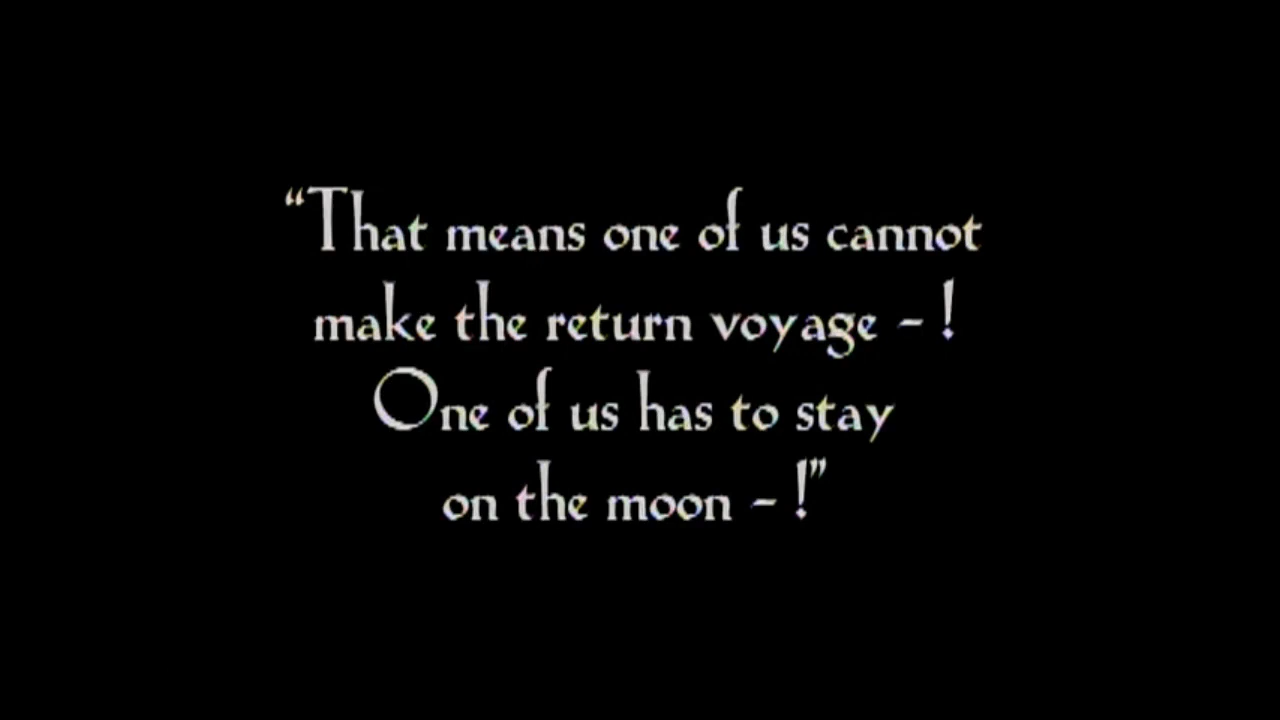 “That means one of us cannot
make the return voyage - !
One of us has to stay
on the moon - !”